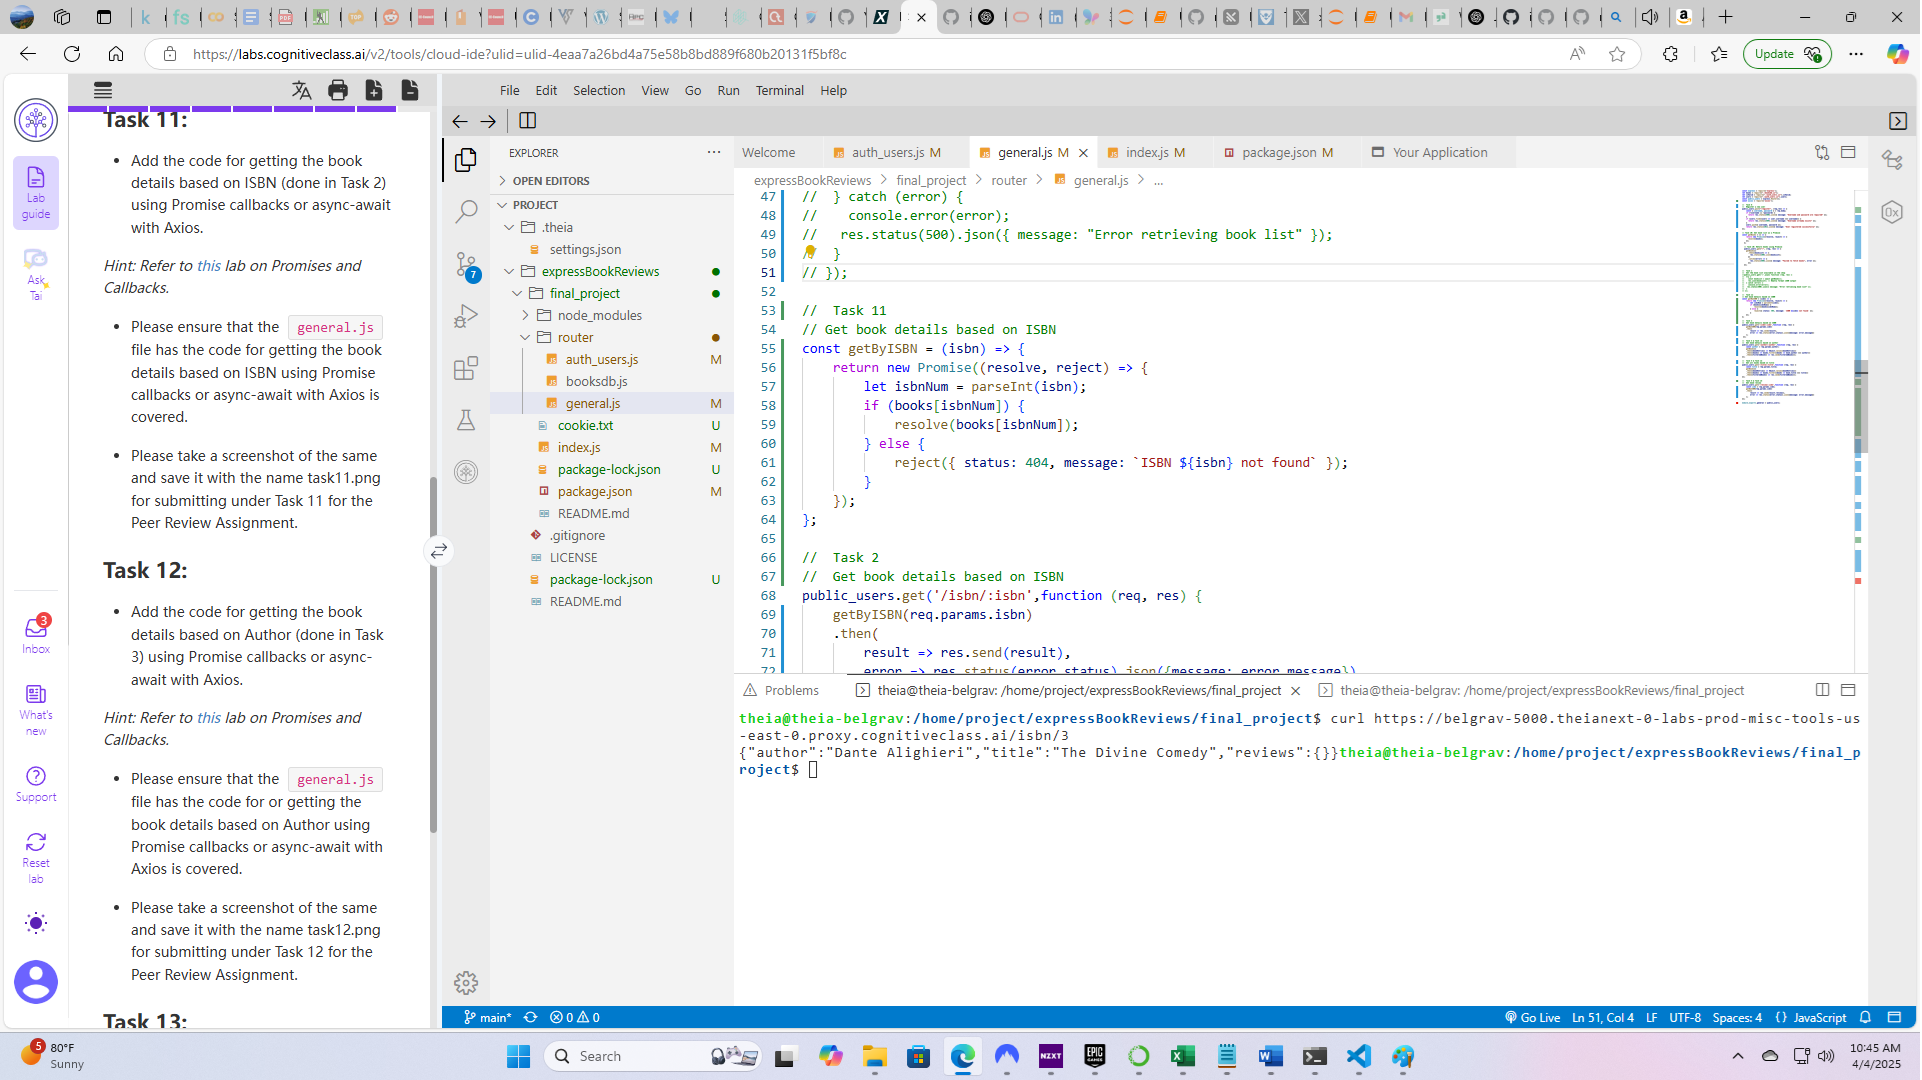 https://labs.cognitiveclass.ai/v2/tools/cloud-ide?ulid=ulid-4eaa7a26bd4a75e58b8bd889f680b20131f5bf8c
Update
Lab guide
Ask Tai
3
Inbox
What's new
Support
Reset lab
Task 11:
Add the code for getting the book
details based on ISBN (done in Task 2)
using Promise callbacks or async-await
with Axios.
Hint: Refer to this lab on Promises and
Callbacks.
Please ensure that the general.js
file has the code for getting the book
details based on ISBN using Promise
callbacks or async-await with Axios is
covered.
Please take a screenshot of the same
and save it with the name task11.png
for submitting under Task 11 for the
Peer Review Assignment.
Task 12:
Add the code for getting the book
details based on Author (done in Task
3) using Promise callbacks or async-
await with Axios.
Hint: Refer to this lab on Promises and
Callbacks.
Please ensure that the general.js
file has the code for or getting the
book details based on Author using
Promise callbacks or async-await with
Axios is covered.
Please take a screenshot of the same
and save it with the name task12.png
for submitting under Task 12 for the
Peer Review Assignment.
Task 13:
File Edit Selection View Go Run Terminal Help
EXPLORER
OPEN EDITORS
PROJECT
.theia
settings.json
expressBookReviews
final_project
node_modules
router
auth_users.js M
booksdb.js
general.js M
cookie.txt U
index.js M
package-lock.json U
package.json M
README.md
.gitignore
LICENSE
package-lock.json U
README.md
7
Welcome auth_users.js M general.js M index.js M package.json M Your Application
expressBookReviews > final_project > router > general.js > ...
47 // } catch (error) {
48 // console.error(error);
49 // res.status(500).json({ message: "Error retrieving book list" });
50 // }
51 // });
52
53 // Task 11
54 // Get book details based on ISBN
55 const getByISBN = (isbn) => {
56 return new Promise((resolve, reject) => {
57 let isbnNum = parseInt(isbn);
58 if (books[isbnNum]) {
59 resolve(books[isbnNum]);
60 } else {
61 reject({ status: 404, message: `ISBN ${isbn} not found` });
62 }
63 });
64 };
65
66 // Task 2
67 // Get book details based on ISBN
68 public_users.get('/isbn/:isbn',function (req, res) {
69 getByISBN(req.params.isbn)
70 .then(
71 result => res.send(result),
72 error => res.status(error.status).json({message: error.message})
Problems theia@theia-belgrav: /home/project/expressBookReviews/final_project theia@theia-belgrav: /home/project/expressBookReviews/final_project
theia@theia-belgrav:/home/project/expressBookReviews/final_project$ curl https://belgrav-5000.theianext-0-labs-prod-misc-tools-us
-east-0.proxy.cognitiveclass.ai/isbn/3
{"author":"Dante Alighieri","title":"The Divine Comedy","reviews":{}}theia@theia-belgrav:/home/project/expressBookReviews/final_p
roject$
main* 0 0 Go Live Ln 51, Col 4 LF UTF-8 Spaces: 4 {} JavaScript
5
80°F
Sunny
Search
NZXT
EPIC
10:45 AM
4/4/2025